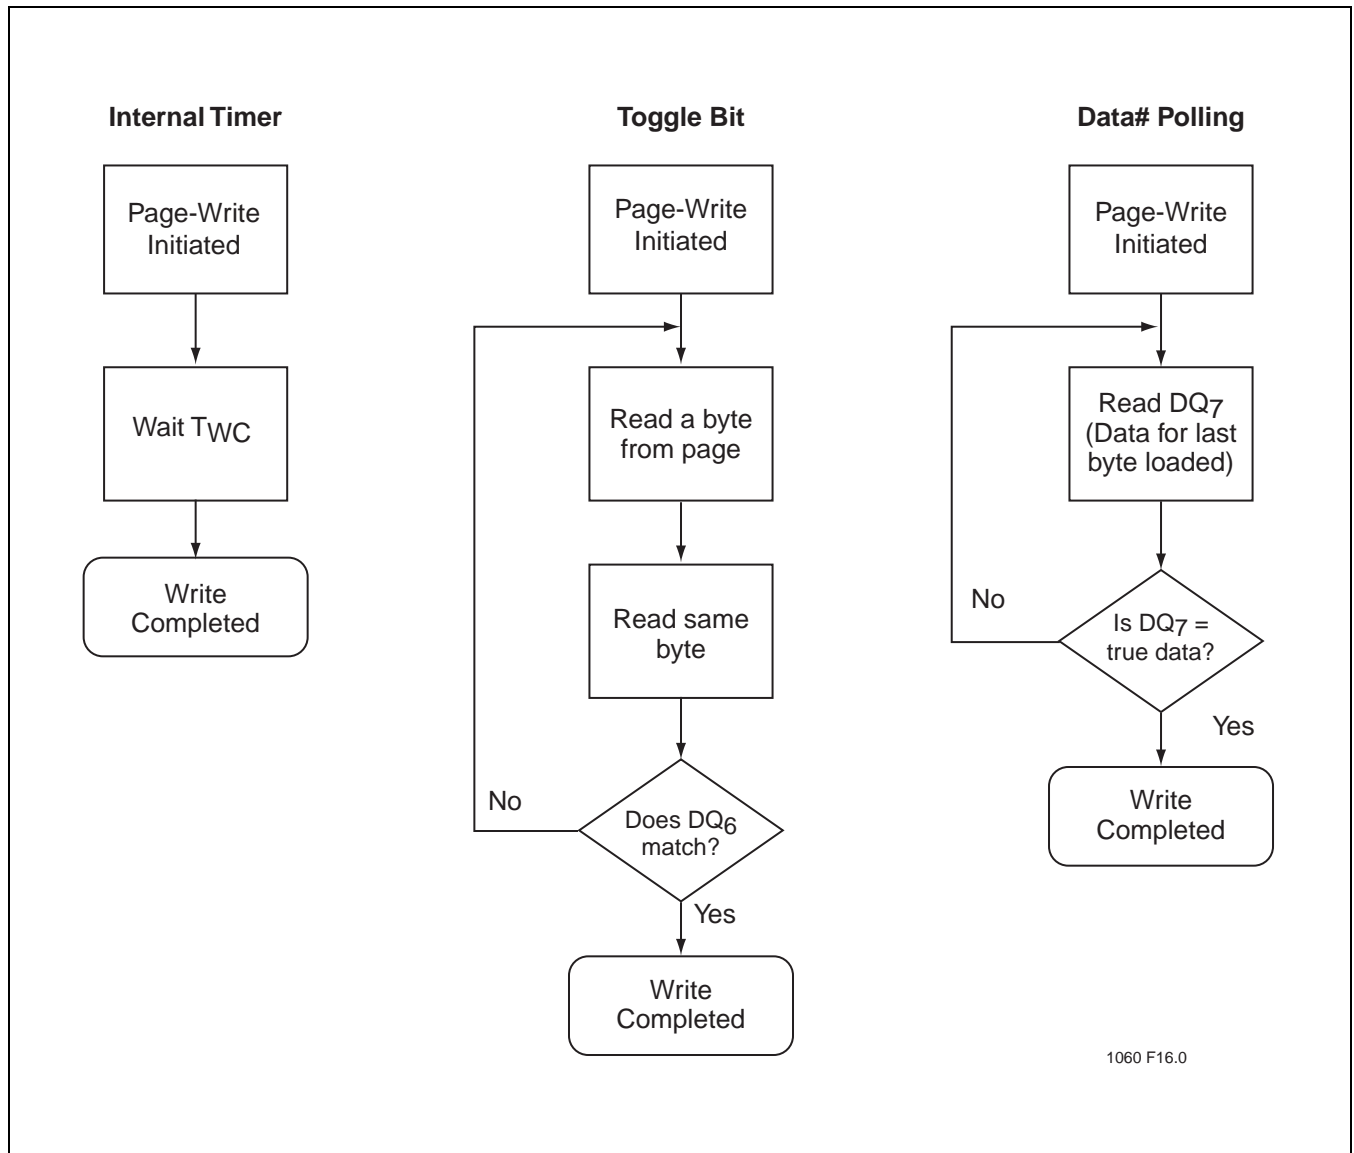 Internal Timer
Page-Write
Initiated
Wait TWC
Write
Completed
Toggle Bit
Page-Write
Initiated
Read a byte
from page
Read same
byte
No
Does DQ6
match?
Yes
Write
Completed
Data# Polling
Page-Write
Initiated
Read DQ7
(Data for last
byte loaded)
No
Is DQ7 =
true data?
Yes
Write
Completed
1060 F16.0